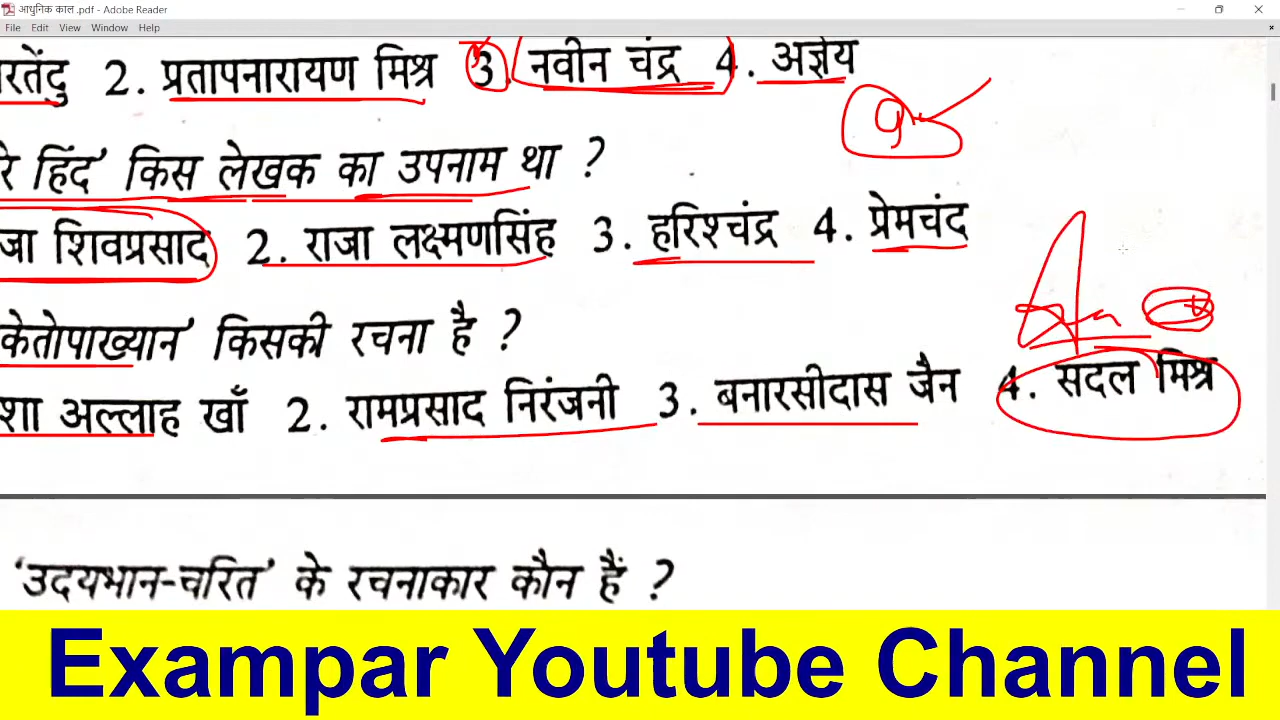 आधुनिक काल .pdf - Adobe Reader
File Edit View Window Help
रतेंदु 2. प्रतापनारायण मिश्र 3. नवीन चंद्र 4. अज्ञेय
रे हिंद' किस लेखक का उपनाम था ?
जा शिवप्रसाद 2. राजा लक्ष्मणसिंह 3. हरिश्चंद्र 4. प्रेमचंद
केतोपाख्यान' किसकी रचना है ?
शा अल्लाह खाँ 2. रामप्रसाद निरंजनी 3. बनारसीदास जैन 4. सदल मिश्र
'उदयभान-चरित' के रचनाकार कौन हैं ?
Exampar Youtube Channel